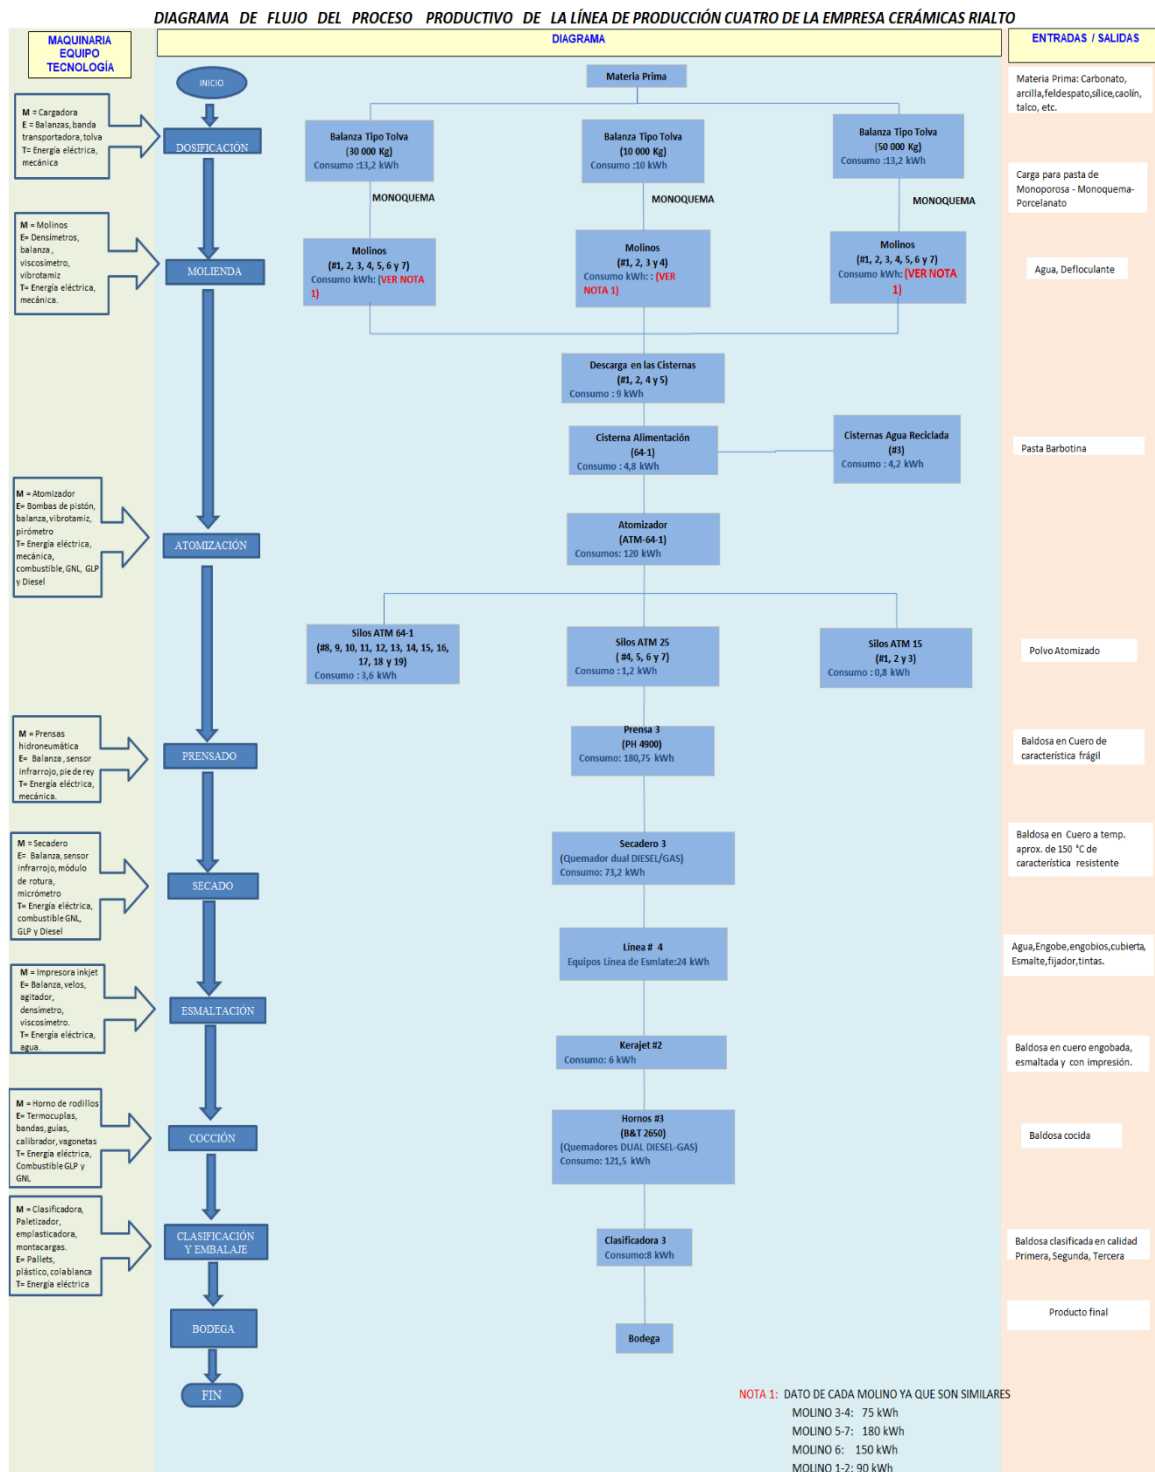 DIAGRAMA DE FLUJO DEL PROCESO PRODUCTIVO DE LA LÍNEA DE PRODUCCIÓN CUATRO DE LA EMPRESA CERÁMICAS RIALTO
MAQUINARIA
EQUIPO
TECNOLOGÍA
DIAGRAMA
ENTRADAS / SALIDAS
INICIO
Materia Prima
Materia Prima: Carbonato,
arcilla,feldespato,sílice,caolín,
talco, etc.
M = Cargadora
E = Balanzas, banda
transportadora, tolva
T= Energía eléctrica,
mecánica
DOSIFICACIÓN
Balanza Tipo Tolva
(30 000 Kg)
Consumo :13,2 kWh
Balanza Tipo Tolva
(10 000 Kg)
Consumo :10 kWh
Balanza Tipo Tolva
(50 000 Kg)
Consumo :13,2 kWh
MONOQUEMA
MONOQUEMA
MONOQUEMA
Carga para pasta de
Monoporosa - Monoquema-
Porcelanato
M = Molinos
E= Densímetros,
balanza ,
viscosímetro,
vibrotamiz
T= Energía eléctrica,
mecánica.
MOLIENDA
Molinos
(#1, 2, 3, 4, 5, 6 y 7)
Consumo kWh: (VER NOTA
1)
Molinos
(#1, 2, 3 y 4)
Consumo kWh: : (VER
NOTA 1)
Molinos
(#1, 2, 3, 4, 5, 6 y 7)
Consumo kWh: (VER NOTA
1)
Agua, Defloculante
Descarga en las Cisternas
(#1, 2, 4 y 5)
Consumo : 9 kWh
Cisterna Alimentación
(64-1)
Consumo : 4,8 kWh
Cisternas Agua Reciclada
(#3)
Consumo : 4,2 kWh
Pasta Barbotina
M = Atomizador
E= Bombas de pistón,
balanza, vibrotamiz,
pirómetro
T= Energía eléctrica,
mecánica,
combustible, GNL, GLP
y Diesel
ATOMIZACIÓN
Atomizador
(ATM-64-1)
Consumos: 120 kWh
Silos ATM 64-1
(#8, 9, 10, 11, 12, 13, 14, 15, 16,
17, 18 y 19)
Consumo : 3,6 kWh
Silos ATM 25
( #4, 5, 6 y 7)
Consumo : 1,2 kWh
Silos ATM 15
(#1, 2 y 3)
Consumo : 0,8 kWh
Polvo Atomizado
M = Prensas
hidroneumática
E= Balanza , sensor
infrarrojo, pie de rey
T= Energía eléctrica,
mecánica.
PRENSADO
Prensa 3
(PH 4900)
Consumo: 180,75 kWh
Baldosa en Cuero de
característica frágil
M = Secadero
E= Balanza, sensor
infrarrojo, módulo
de rotura,
micrómetro
T= Energía eléctrica,
combustible GNL,
GLP y Diesel
SECADO
Secadero 3
(Quemador dual DIESEL/GAS)
Consumo: 73,2 kWh
Baldosa en Cuero a temp.
aprox. de 150 °C de
característica resistente
Línea # 4
Equipos Línea de Esmlate:24 kWh
Agua,Engobe,engobios,cubierta,
Esmalte,fijador,tintas.
M = Impresora inkjet
E= Balanza, velos,
agitador,
densímetro,
viscosímetro.
T= Energía eléctrica,
agua.
ESMALTACIÓN
Kerajet #2
Consumo: 6 kWh
Baldosa en cuero engobada,
esmaltada y con impresión.
M = Horno de rodillos
E= Termocuplas,
bandas, guías,
calibrador, vagonetas
T= Energía eléctrica,
Combustible GLP y
GNL
COCCIÓN
Hornos #3
(B&T 2650)
(Quemadores DUAL DIESEL-GAS)
Consumo: 121,5 kWh
Baldosa cocida
M = Clasificadora,
Paletizador,
emplasticadora,
montacargas.
E= Pallets,
plástico, cola blanca
T= Energía eléctrica
CLASIFICACIÓN
Y EMBALAJE
Clasificadora 3
Consumo:8 kWh
Baldosa clasificada en calidad
Primera, Segunda, Tercera
BODEGA
Bodega
Producto final
FIN
NOTA 1: DATO DE CADA MOLINO YA QUE SON SIMILARES
MOLINO 3-4: 75 kWh
MOLINO 5-7: 180 kWh
MOLINO 6: 150 kWh
MOLINO 1-2: 90 kWh